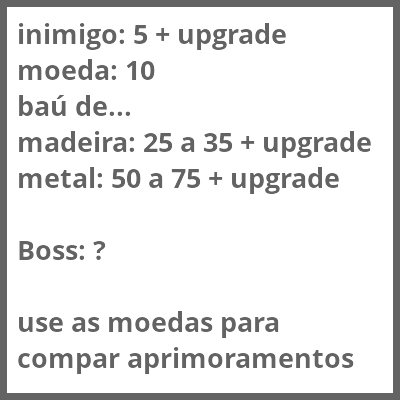 inimigo: 5 + upgrade
moeda: 10
baú de...
madeira: 25 a 35 + upgrade
metal: 50 a 75 + upgrade
Boss: ?
use as moedas para
compar aprimoramentos